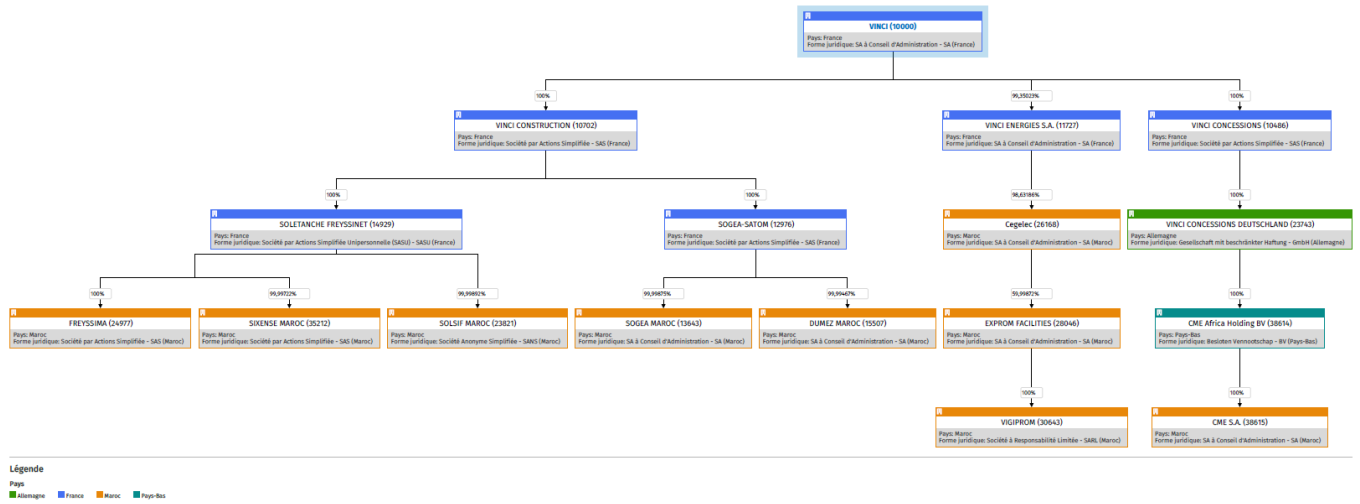 VINCI (10000)
Pays: France
Forme juridique: SA à Conseil d'Administration - SA (France)
100%
99,35023%
100%
VINCI CONSTRUCTION (10702)
Pays: France
Forme juridique: Société par Actions Simplifiée - SAS (France)
VINCI ENERGIES S.A. (11727)
Pays: France
Forme juridique: SA à Conseil d'Administration - SA (France)
VINCI CONCESSIONS (10486)
Pays: France
Forme juridique: Société par Actions Simplifiée - SAS (France)
100%
100%
98,63186%
100%
SOLETANCHE FREYSSINET (14929)
Pays: France
Forme juridique: Société par Actions Simplifiée Unipersonnelle (SASU) - SASU (France)
SOGEA-SATOM (12976)
Pays: France
Forme juridique: Société par Actions Simplifiée - SAS (France)
Cegelec (26168)
Pays: Maroc
Forme juridique: SA à Conseil d'Administration - SA (Maroc)
VINCI CONCESSIONS DEUTSCHLAND (23743)
Pays: Allemagne
Forme juridique: Gesellschaft mit beschränkter Haftung - GmbH (Allemagne)
100%
99,99722%
99,99892%
99,99875%
99,99467%
59,99872%
100%
FREYSSIMA (24977)
Pays: Maroc
Forme juridique: Société par Actions Simplifiée - SAS (Maroc)
SIXENSE MAROC (35212)
Pays: Maroc
Forme juridique: Société par Actions Simplifiée - SAS (Maroc)
SOLSIF MAROC (23821)
Pays: Maroc
Forme juridique: Société Anonyme Simplifiée - SANS (Maroc)
SOGEA MAROC (13643)
Pays: Maroc
Forme juridique: SA à Conseil d'Administration - SA (Maroc)
DUMEZ MAROC (15507)
Pays: Maroc
Forme juridique: SA à Conseil d'Administration - SA (Maroc)
EXPROM FACILITIES (28046)
Pays: Maroc
Forme juridique: SA à Conseil d'Administration - SA (Maroc)
CME Africa Holding BV (38614)
Pays: Pays-Bas
Forme juridique: Besloten Vennootschap - BV (Pays-Bas)
100%
100%
VIGIPROM (30643)
Pays: Maroc
Forme juridique: Société à Responsabilité Limitée - SARL (Maroc)
CME S.A. (38615)
Pays: Maroc
Forme juridique: SA à Conseil d'Administration - SA (Maroc)
Légende
Pays
Allemagne France Maroc Pays-Bas